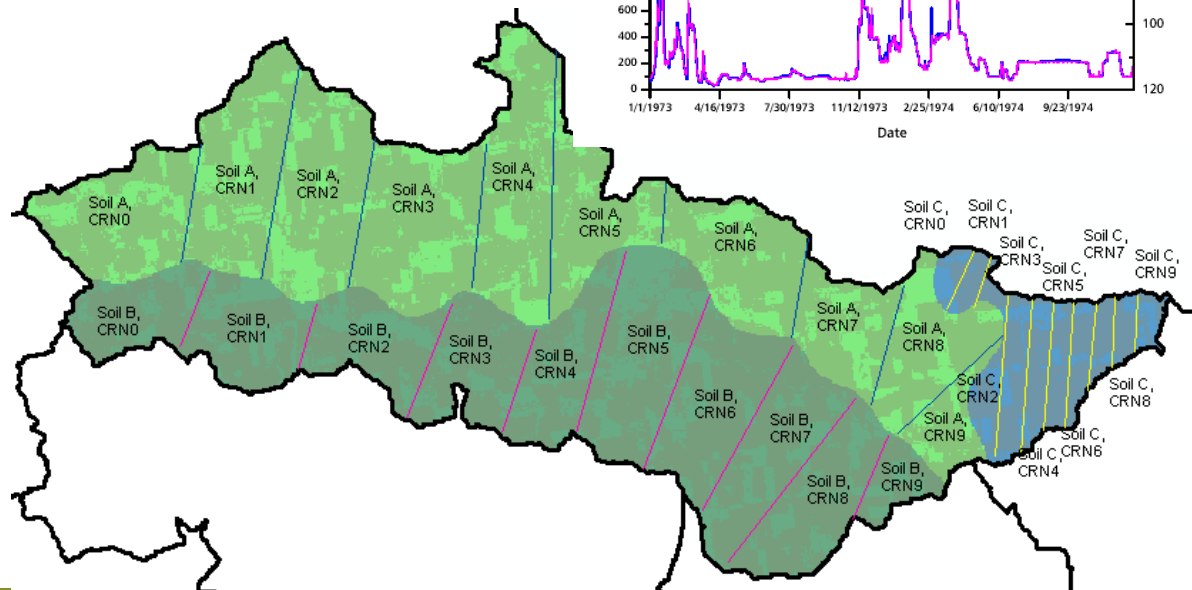 600
100
400
200
0
120
1/1/1973 4/16/1973 7/30/1973 11/12/1973 2/25/1974 6/10/1974 9/23/1974
Date
Soil A,
CRN0
Soil A,
CRN1
Soil A,
CRN2
Soil A,
CRN3
Soil A,
CRN4
Soil A,
CRN5
Soil A,
CRN6
Soil A,
CRN7
Soil A,
CRN8
Soil A,
CRN9
Soil B,
CRN0
Soil B,
CRN1
Soil B,
CRN2
Soil B,
CRN3
Soil B,
CRN4
Soil B,
CRN5
Soil B,
CRN6
Soil B,
CRN7
Soil B,
CRN8
Soil B,
CRN9
Soil C,
CRN0
Soil C,
CRN1
Soil C,
CRN2
Soil C,
CRN3
Soil C,
CRN4
Soil C,
CRN5
Soil C,
CRN6
Soil C,
CRN7
Soil C,
CRN8
Soil C,
CRN9